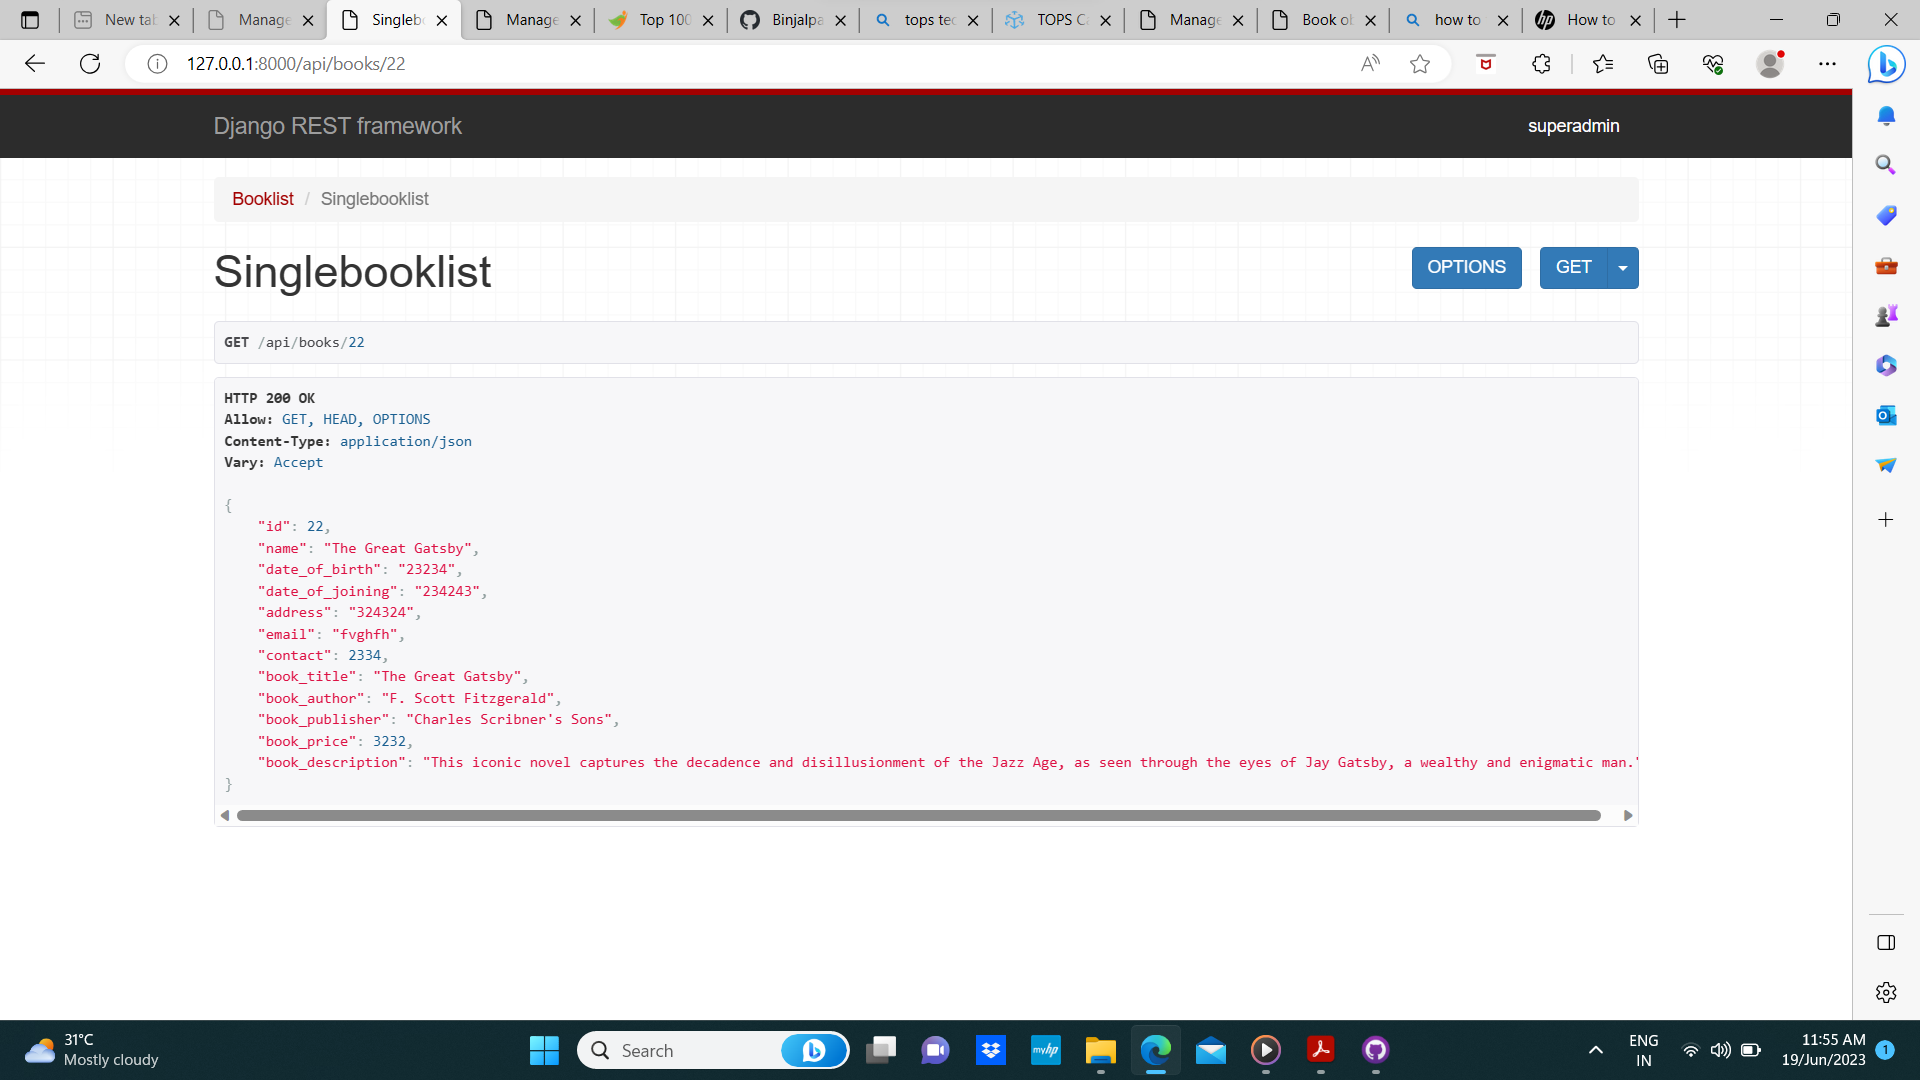 New tab
Manage
Singlebo
Manage
Top 100
Binjalpa
tops tec
TOPS Ca
Manage
Book ob
how to
How to
127.0.0.1:8000/api/books/22
Django REST framework
superadmin
Booklist / Singlebooklist
Singlebooklist
OPTIONS
GET
GET /api/books/22
HTTP 200 OK
Allow: GET, HEAD, OPTIONS
Content-Type: application/json
Vary: Accept
{
"id": 22,
"name": "The Great Gatsby",
"date_of_birth": "23234",
"date_of_joining": "234243",
"address": "324324",
"email": "fvghfh",
"contact": 2334,
"book_title": "The Great Gatsby",
"book_author": "F. Scott Fitzgerald",
"book_publisher": "Charles Scribner's Sons",
"book_price": 3232,
"book_description": "This iconic novel captures the decadence and disillusionment of the Jazz Age, as seen through the eyes of Jay Gatsby, a wealthy and enigmatic man."
}
31°C
Mostly cloudy
Search
myhp
ENG
IN
11:55 AM
19/Jun/2023
1